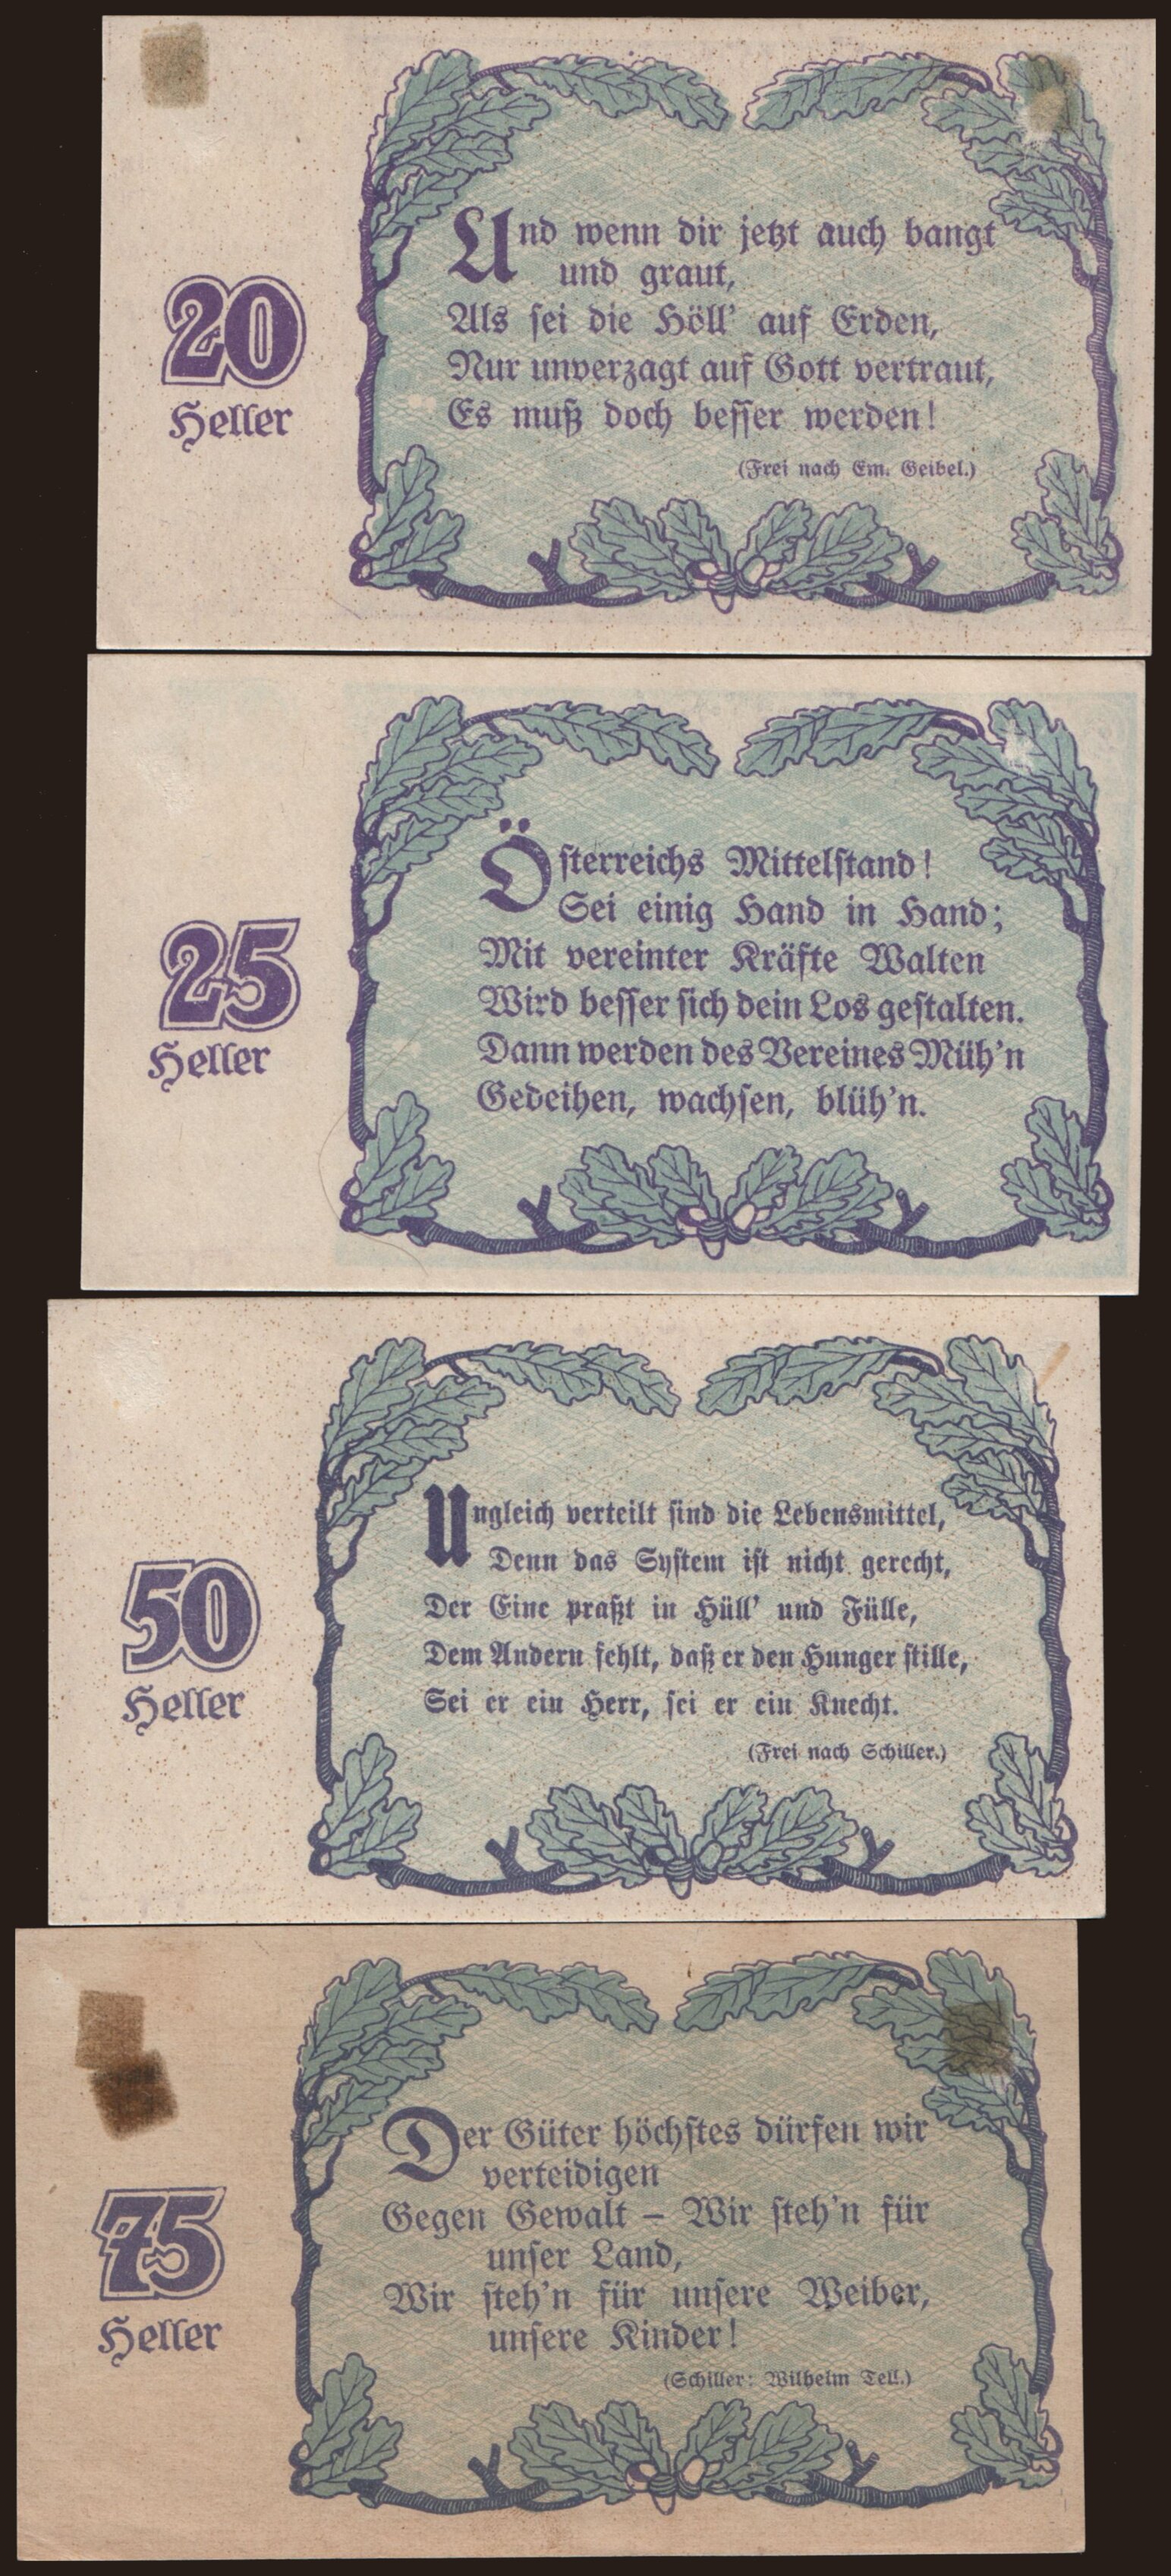 Und wenn dir jetzt auch bangt
und graut,
Als sei die Höll' auf Erden,
Nur unverzagt auf Gott vertraut,
Es muß doch besser werden!
(Frei nach Em. Geibel.)
20
Heller
Österreichs Mittelstand!
Sei einig Hand in Hand;
Mit vereinter Kräfte Walten
Wird besser sich dein Los gestalten.
Dann werden des Vereines Müh'n
Gedeihen, wachsen, blüh'n.
25
Heller
Ungleich verteilt sind die Lebensmittel,
Denn das System ist nicht gerecht,
Der Eine praßt in Hüll' und Fülle,
Dem Andern fehlt, daß er den Hunger stille,
Sei er ein Herr, sei er ein Knecht.
(Frei nach Schiller.)
50
Heller
Der Güter höchstes dürfen wir
verteidigen
Gegen Gewalt – Wir steh'n für
unser Land,
Wir steh'n für unsere Weiber,
unsere Kinder!
(Schiller: Wilhelm Tell.)
75
Heller